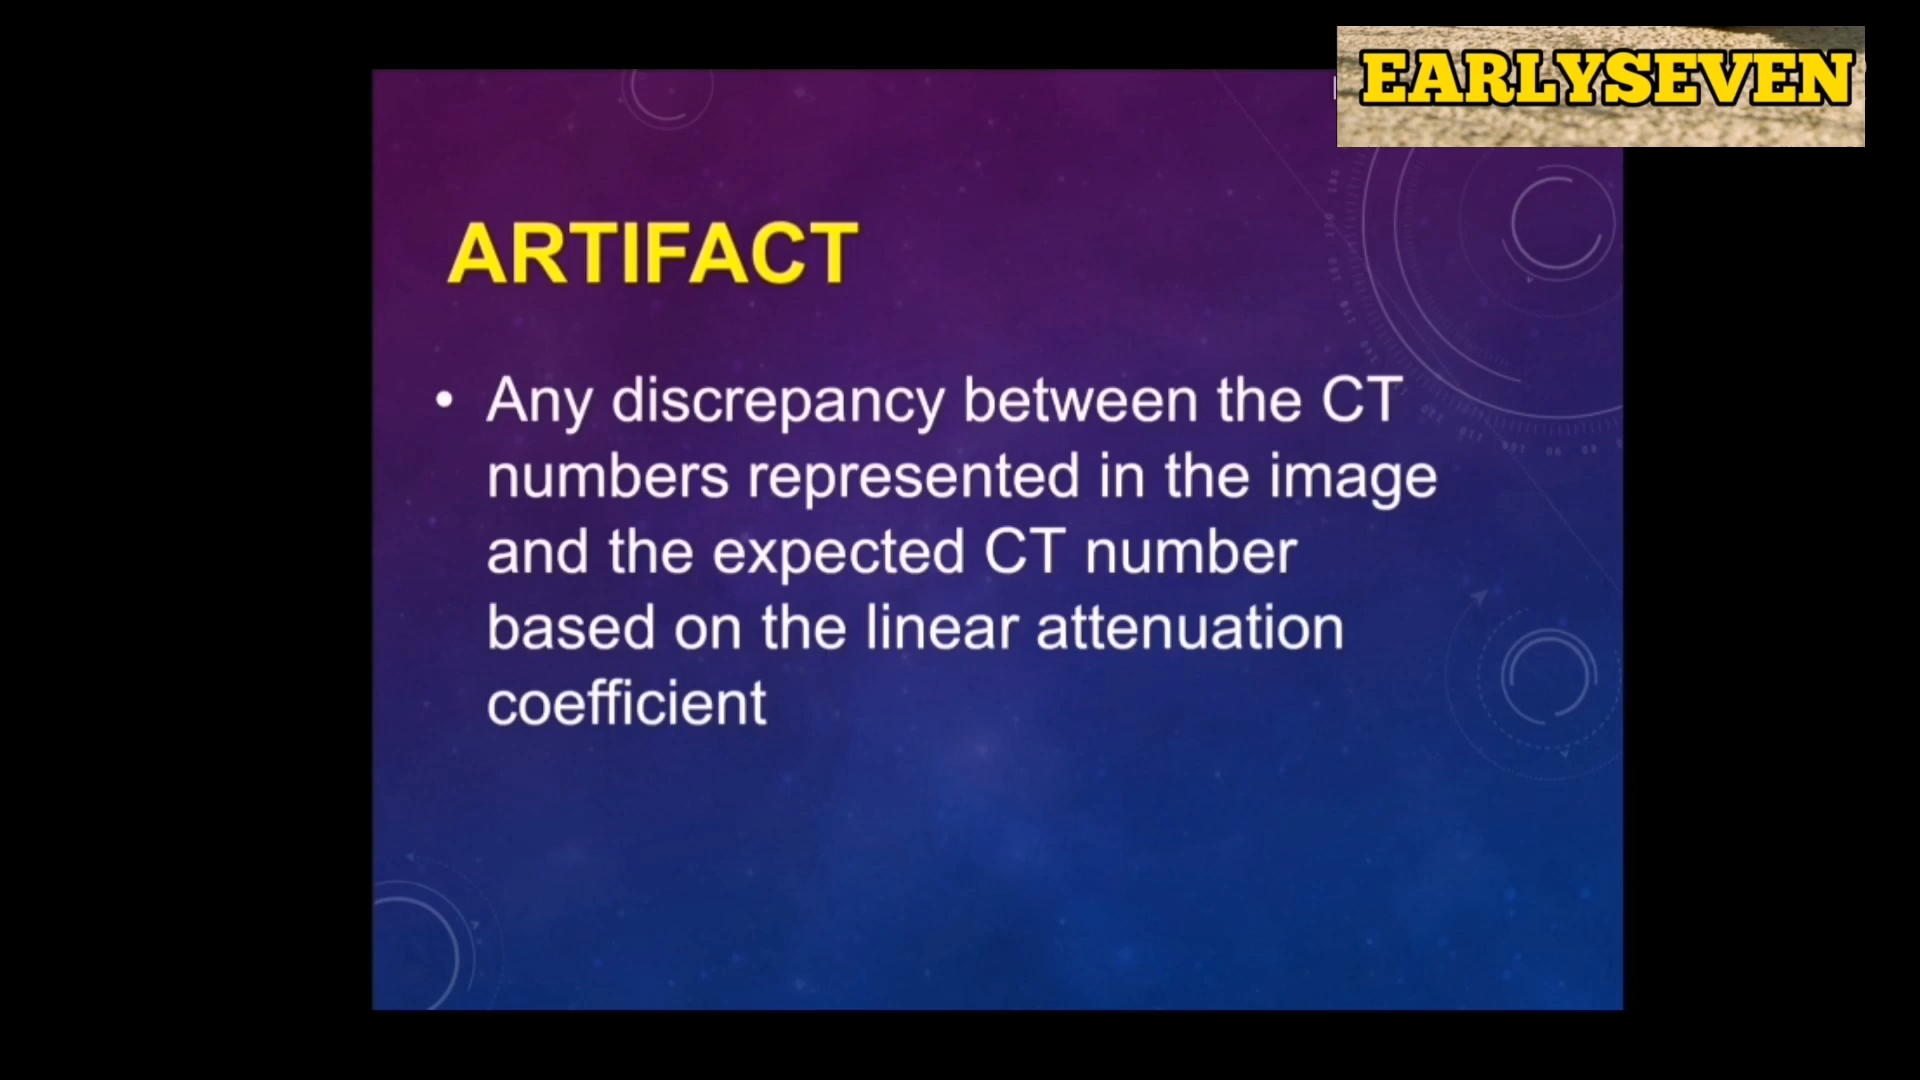 EARLYSEVEN
ARTIFACT
• Any discrepancy between the CT
numbers represented in the image
and the expected CT number
based on the linear attenuation
coefficient